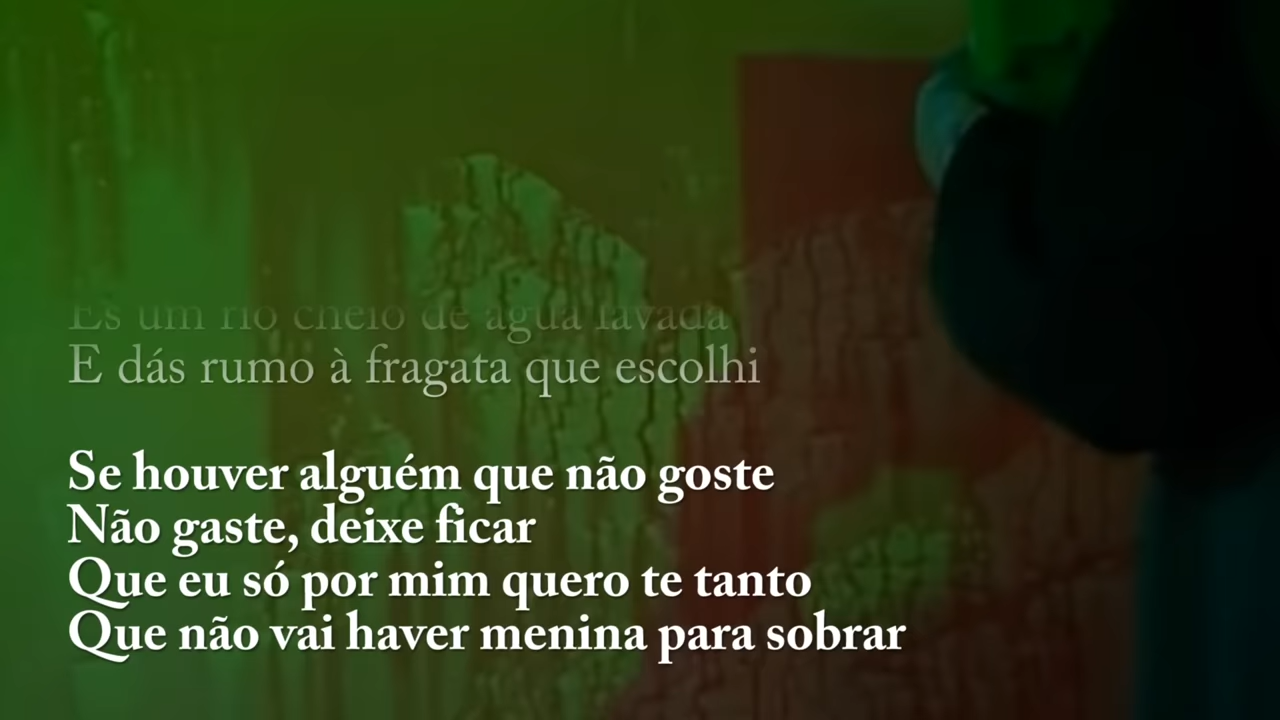 És um rio cheio de água lavada
E dás rumo à fragata que escolhi
Se houver alguém que não goste
Não gaste, deixe ficar
Que eu só por mim quero te tanto
Que não vai haver menina para sobrar